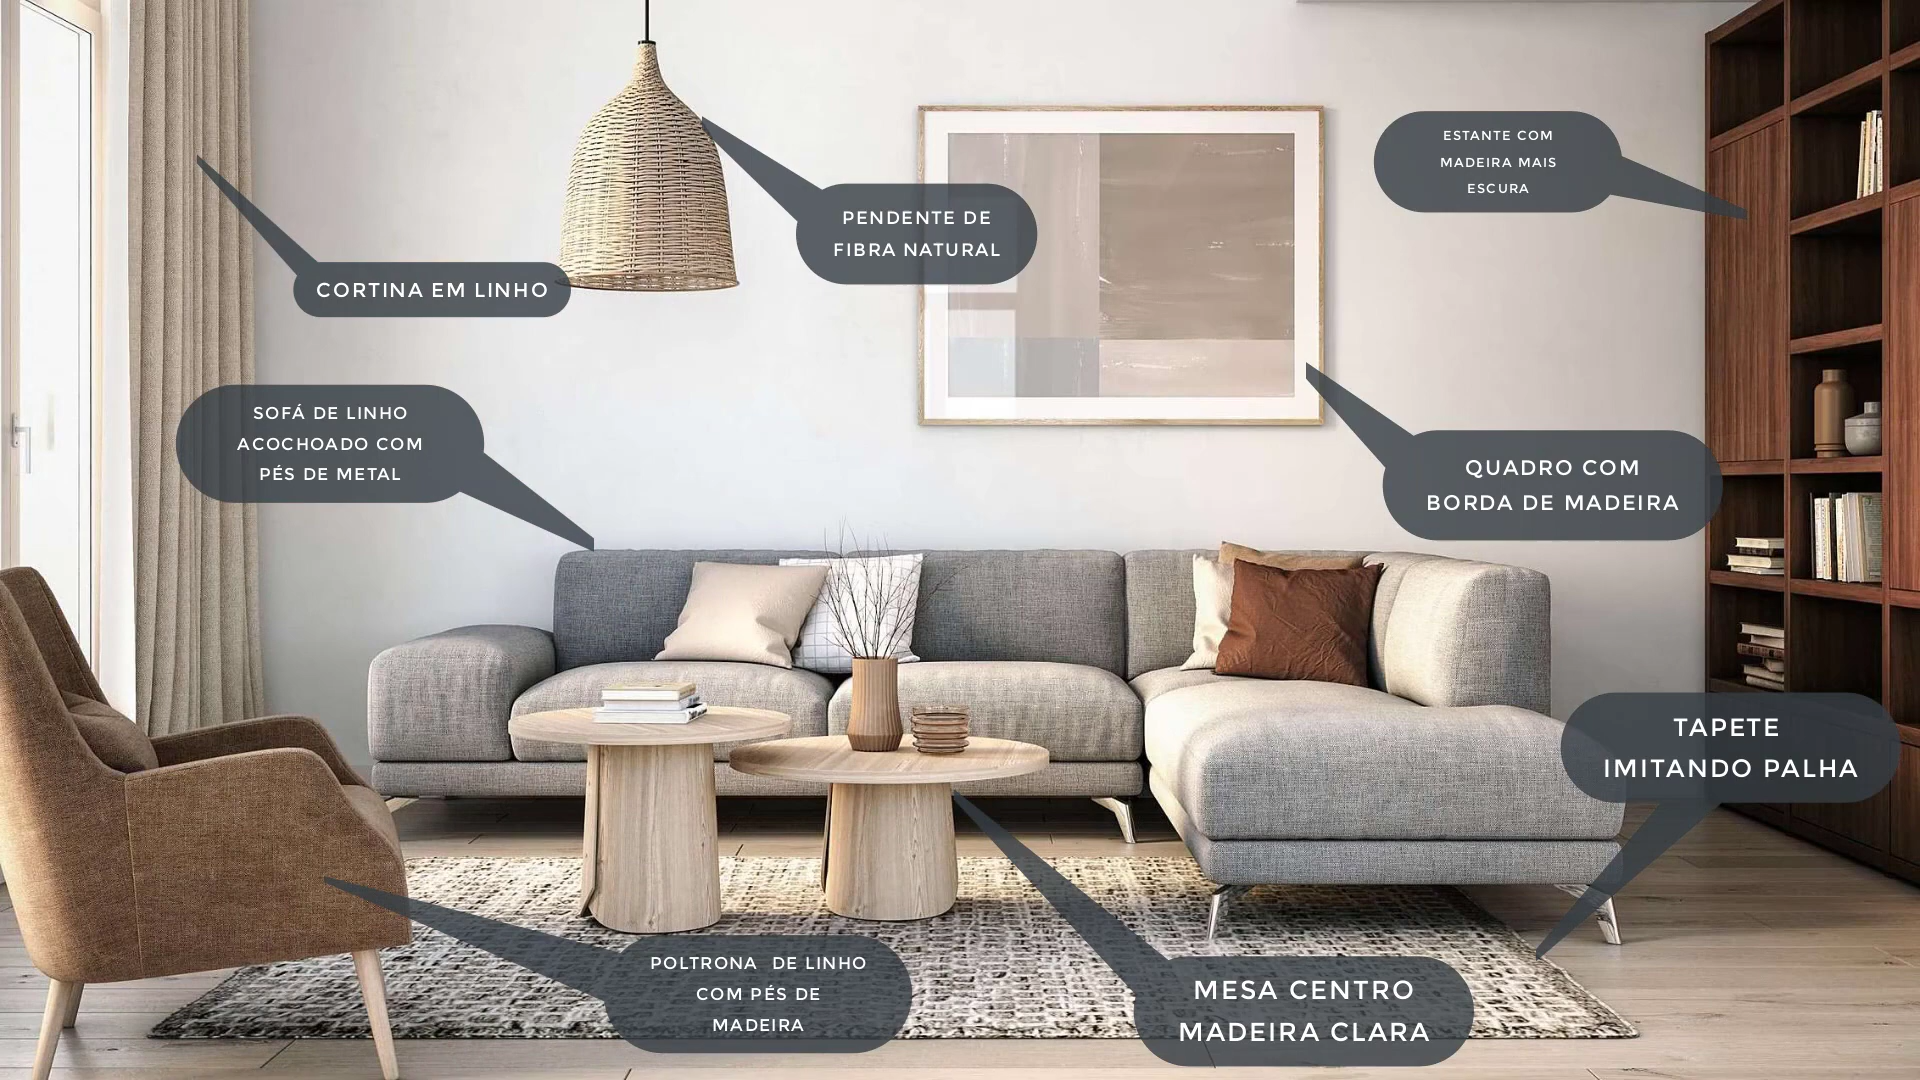 ESTANTE COM
MADEIRA MAIS
ESCURA
PENDENTE DE
FIBRA NATURAL
CORTINA EM LINHO
SOFÁ DE LINHO
ACOCHOADO COM
PÉS DE METAL
QUADRO COM
BORDA DE MADEIRA
TAPETE
IMITANDO PALHA
POLTRONA DE LINHO
COM PÉS DE
MADEIRA
MESA CENTRO
MADEIRA CLARA